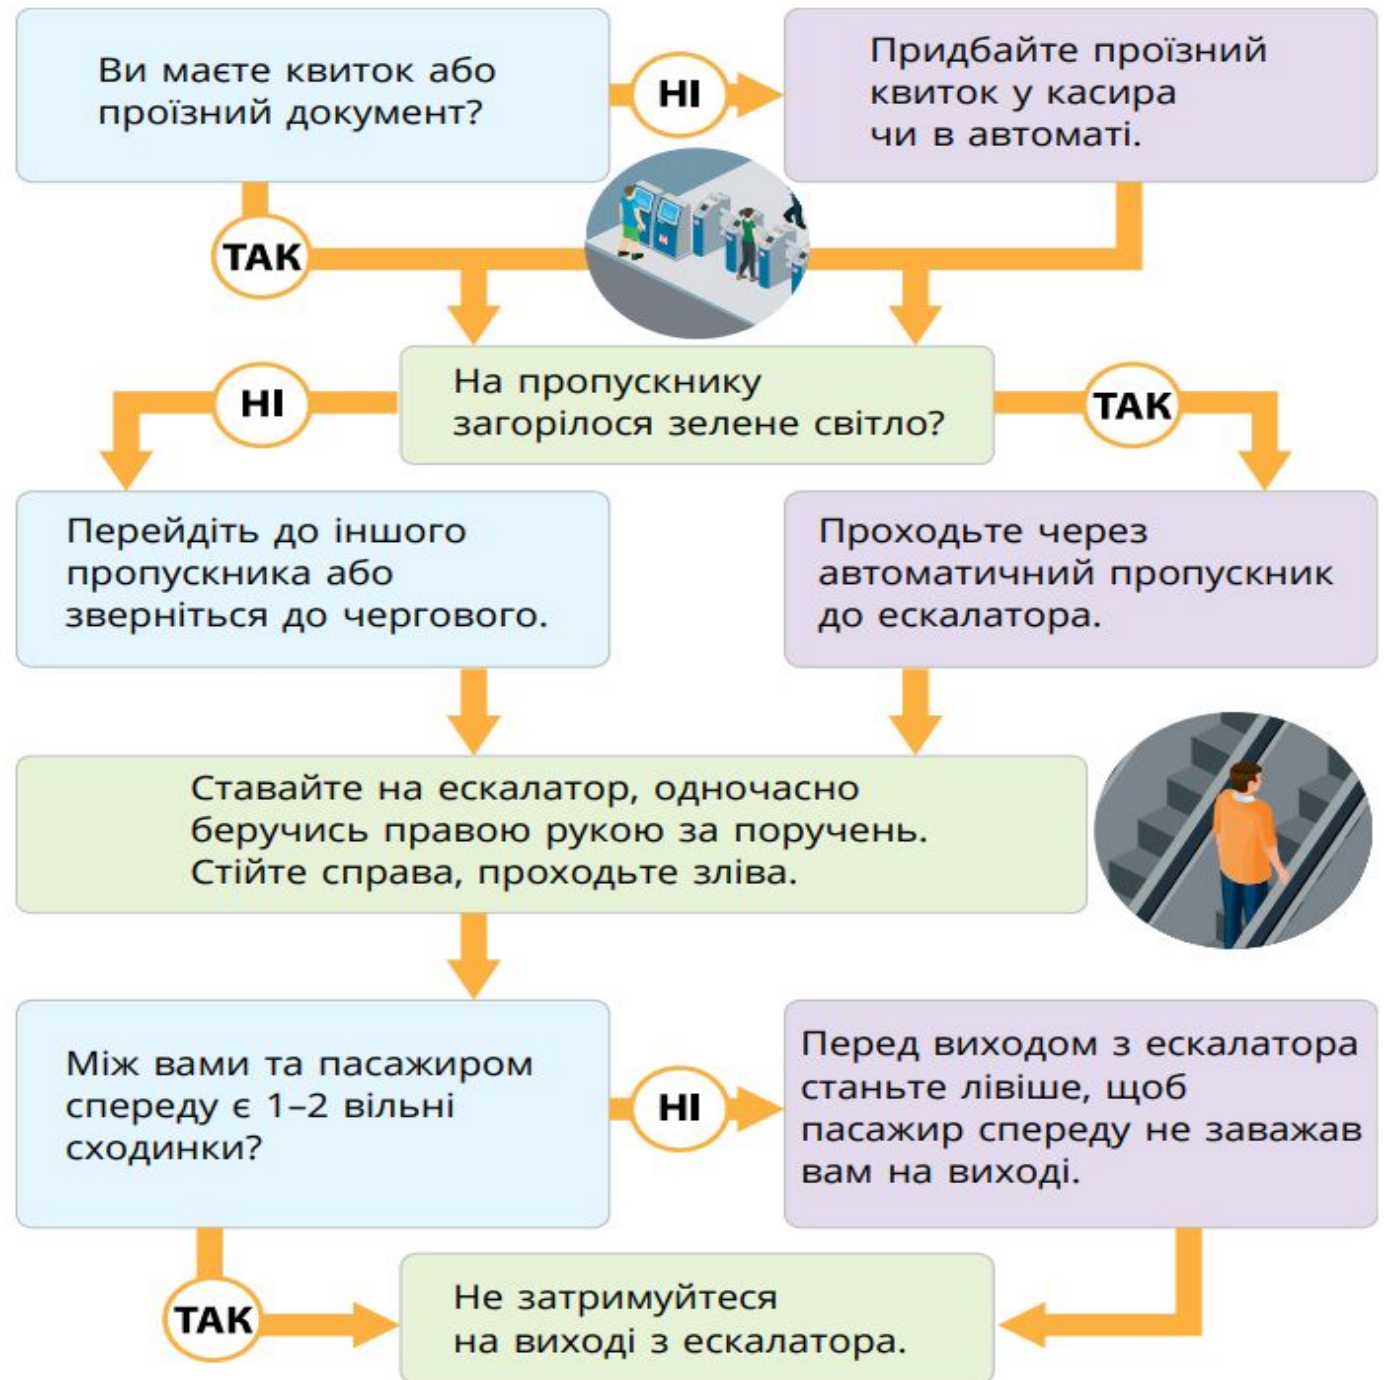 Ви маєте квиток або
проїзний документ?
НІ
Придбайте проїзний
квиток у касира
чи в автоматі.
ТАК
На пропускнику
загорілося зелене світло?
НІ
ТАК
Перейдіть до іншого
пропускника або
зверніться до чергового.
Проходьте через
автоматичний пропускник
до ескалатора.
Ставайте на ескалатор, одночасно
беручись правою рукою за поручень.
Стійте справа, проходьте зліва.
Між вами та пасажиром
спереду є 1–2 вільні
сходинки?
НІ
Перед виходом з ескалатора
станьте лівіше, щоб
пасажир спереду не заважав
вам на виході.
ТАК
Не затримуйтеся
на виході з ескалатора.